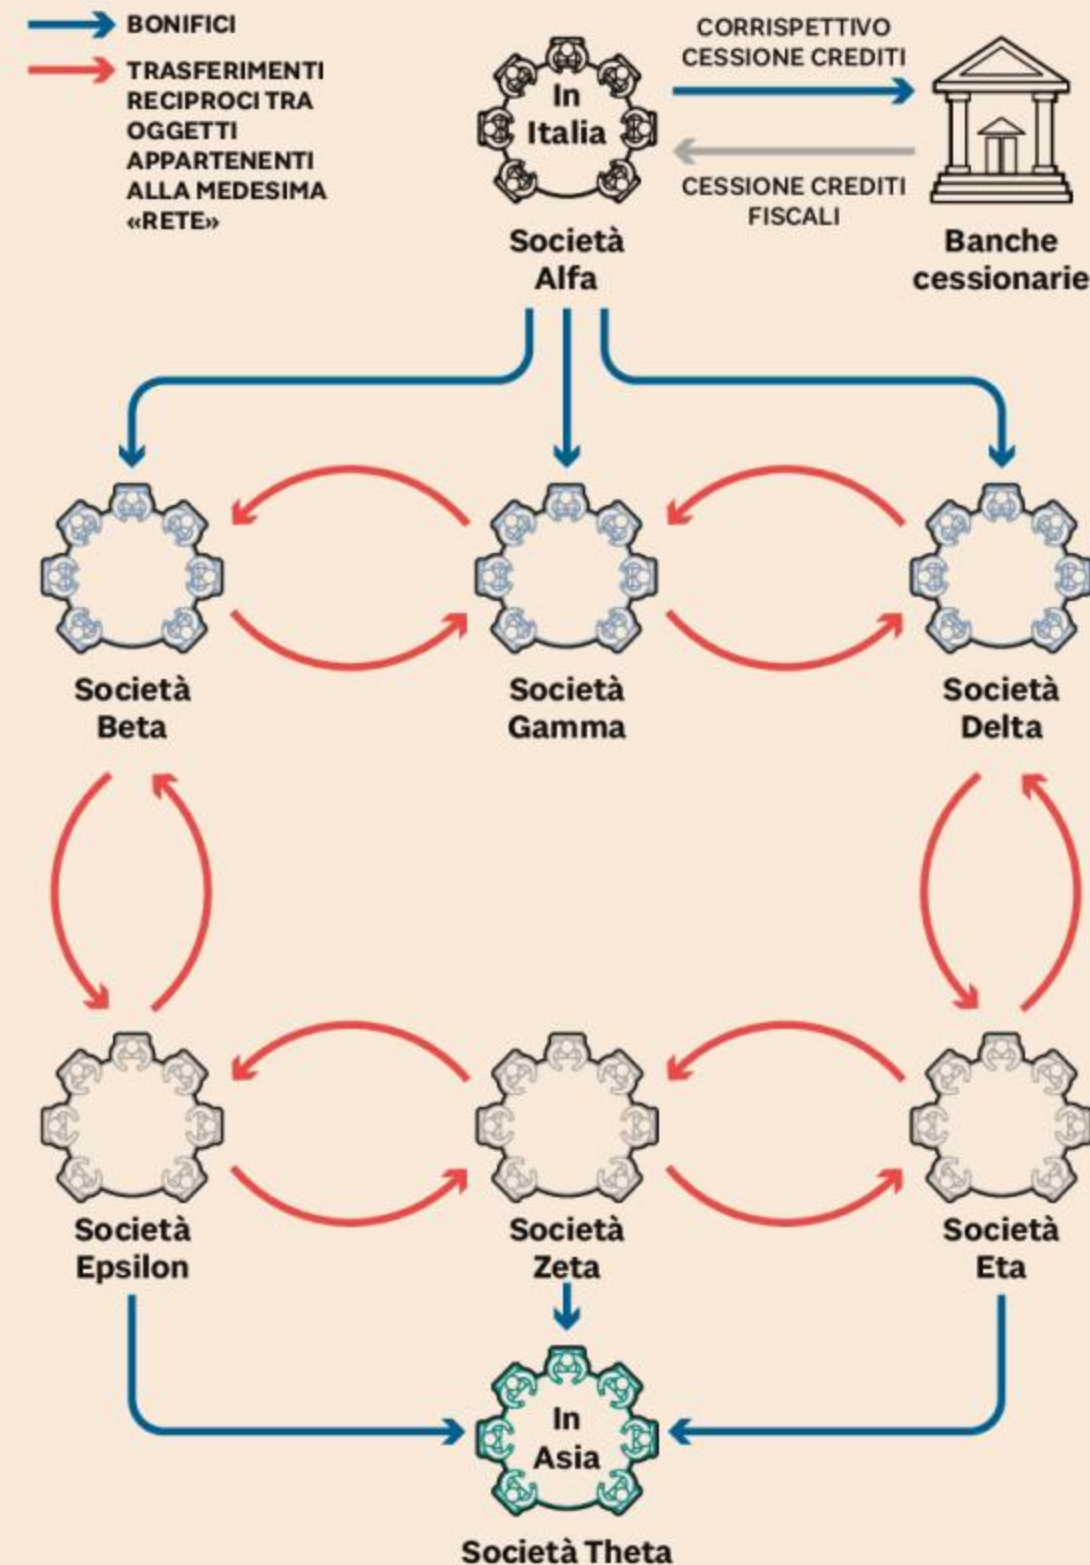 BONIFICI
TRASFERIMENTI
RECIPROCI TRA
OGGETTI
APPARTENENTI
ALLA MEDESIMA
«RETE»
In
Italia
Società
Alfa
CORRISPETTIVO
CESSIONE CREDITI
CESSIONE CREDITI
FISCALI
Banche
cessionarie
Società
Beta
Società
Gamma
Società
Delta
Società
Epsilon
Società
Zeta
Società
Eta
In
Asia
Società Theta